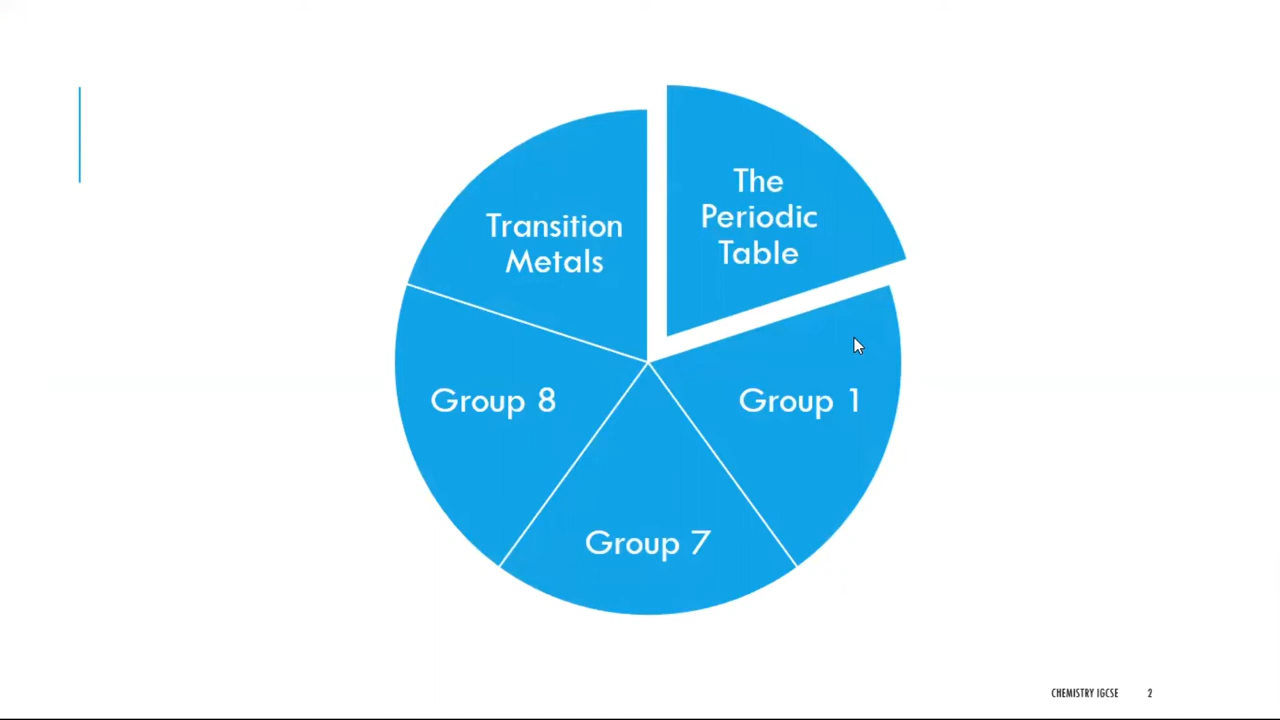 The
Periodic
Table
Transition
Metals
Group 8
Group 1
Group 7
CHEMISTRY IGCSE 2